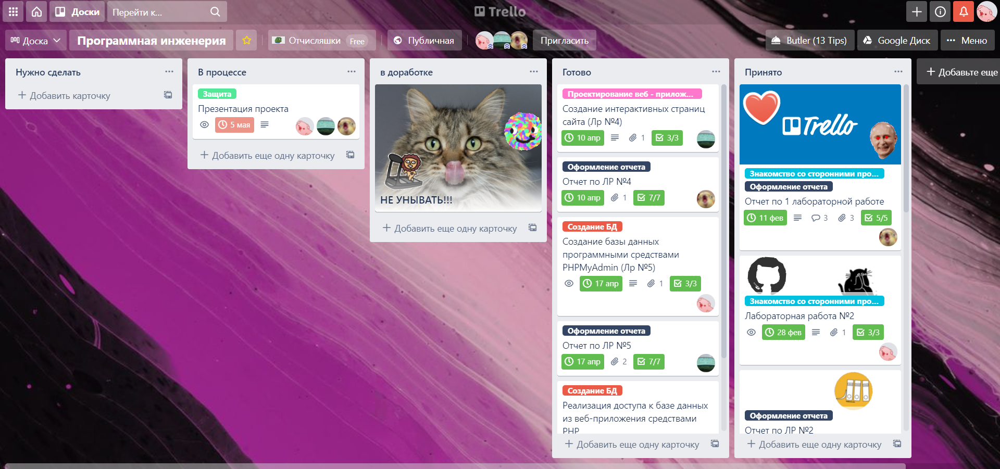 Доски
Перейти к...
Trello
Доска
Программная инженерия
Отчисляшки Free
Публичная
Пригласить
Butler (13 Tips)
Google Диск
Меню
Нужно сделать
Добавить карточку
В процессе
Защита
Презентация проекта
5 мая
Добавить еще одну карточку
в доработке
НЕ УНЫВАТЬ!!!
Добавить еще одну карточку
Готово
Проектирование веб - прилож...
Создание интерактивных страниц
сайта (Лр №4)
10 апр 1 3/3
Оформление отчета
Отчет по ЛР №4
10 апр 1 7/7
Создание БД
Создание базы данных
программными средствами
PHPMyAdmin (Лр №5)
17 апр 1 3/3
Оформление отчета
Отчет по ЛР №5
17 апр 2 7/7
Создание БД
Реализация доступа к базе данных
из веб-приложения средствами
PHP
Добавить еще одну карточку
Принято
Trello
Знакомство со сторонними про...
Оформление отчета
Отчет по 1 лабораторной работе
11 фев 3 3 5/5
Знакомство со сторонними про...
Лабораторная работа №2
28 фев 1 3/3
Оформление отчета
Отчет по ЛР №2
Добавить еще одну карточку
Добавьте еще